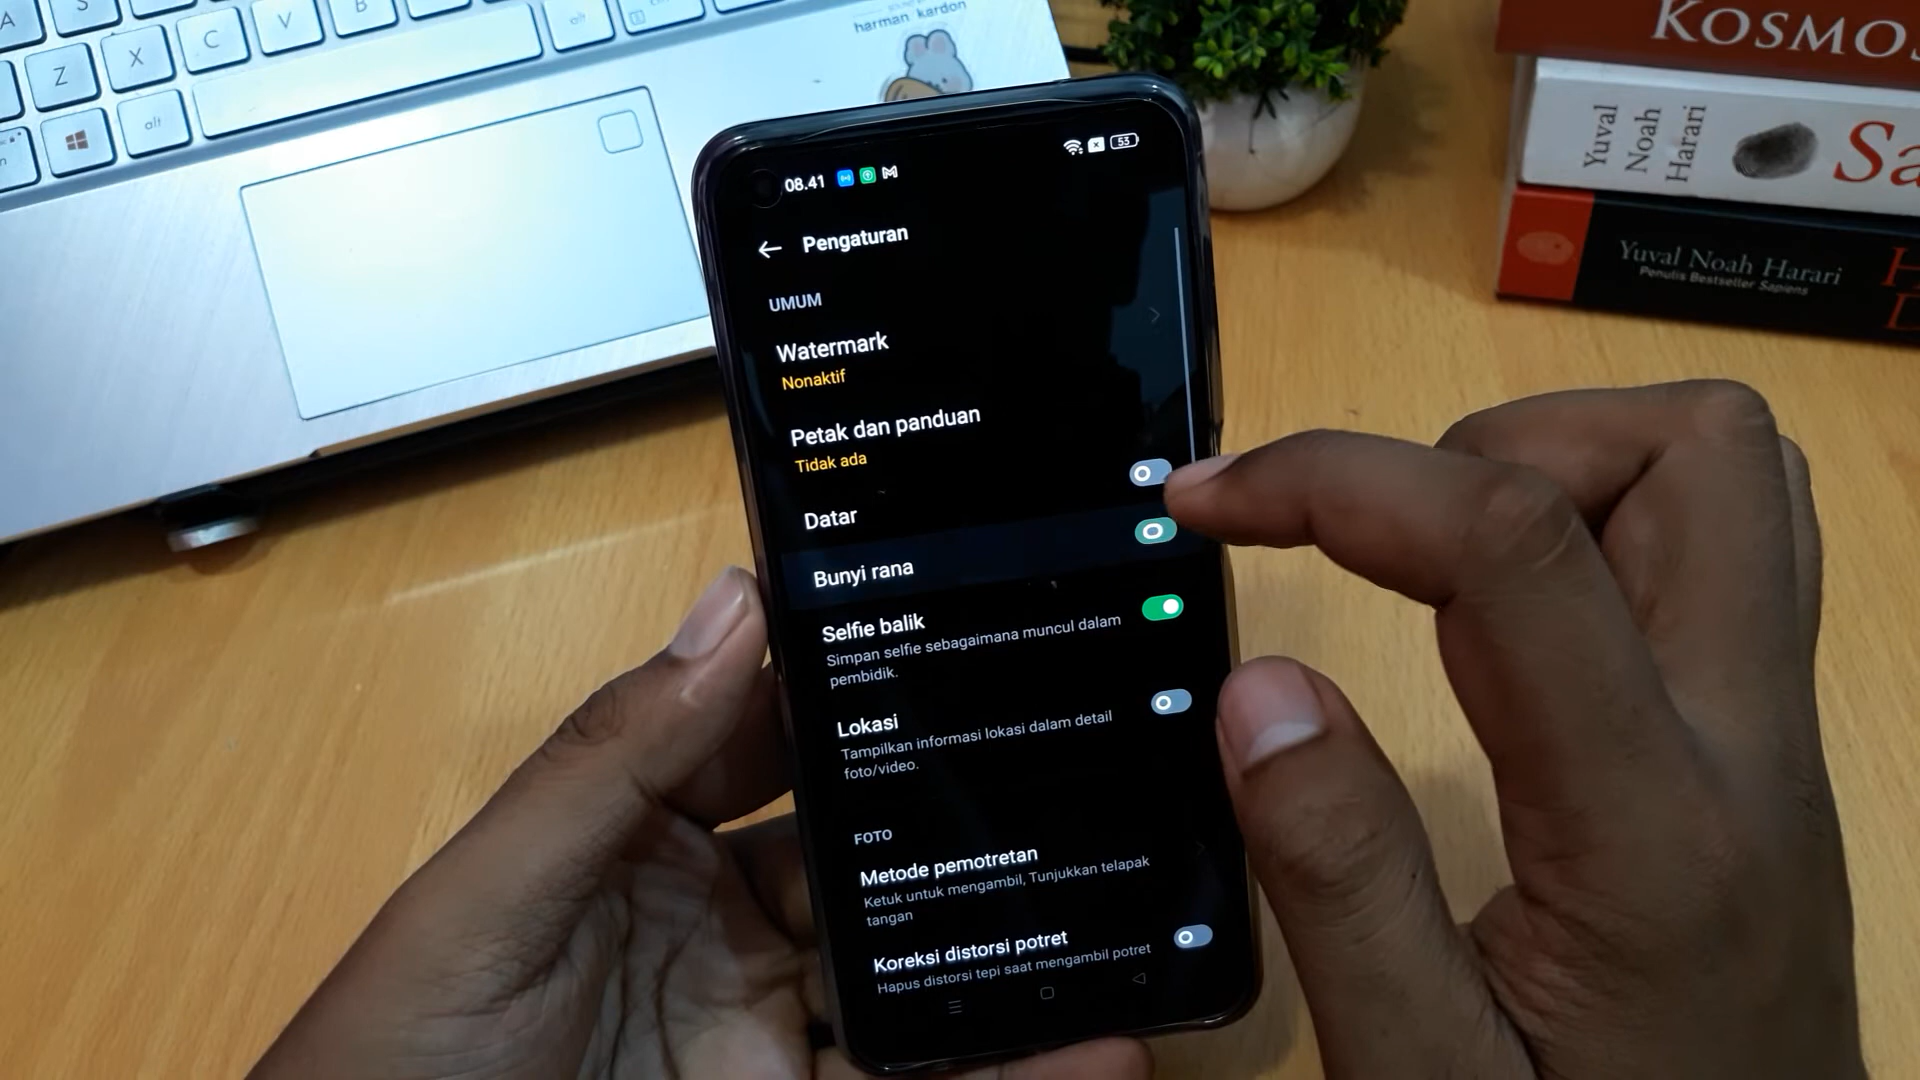 A
S
Z
X
C
V
B
alt
alt
harman kardon
KOSMOS
Yuval
Noah
Harari
Sa
Yuval Noah Harari
Penulis Bestseller Sapiens
H
D
08.41
53
Pengaturan
UMUM
Watermark
Nonaktif
Petak dan panduan
Tidak ada
Datar
Bunyi rana
Selfie balik
Simpan selfie sebagaimana muncul dalam
pembidik.
Lokasi
Tampilkan informasi lokasi dalam detail
foto/video.
FOTO
Metode pemotretan
Ketuk untuk mengambil, Tunjukkan telapak
tangan
Koreksi distorsi potret
Hapus distorsi tepi saat mengambil potret